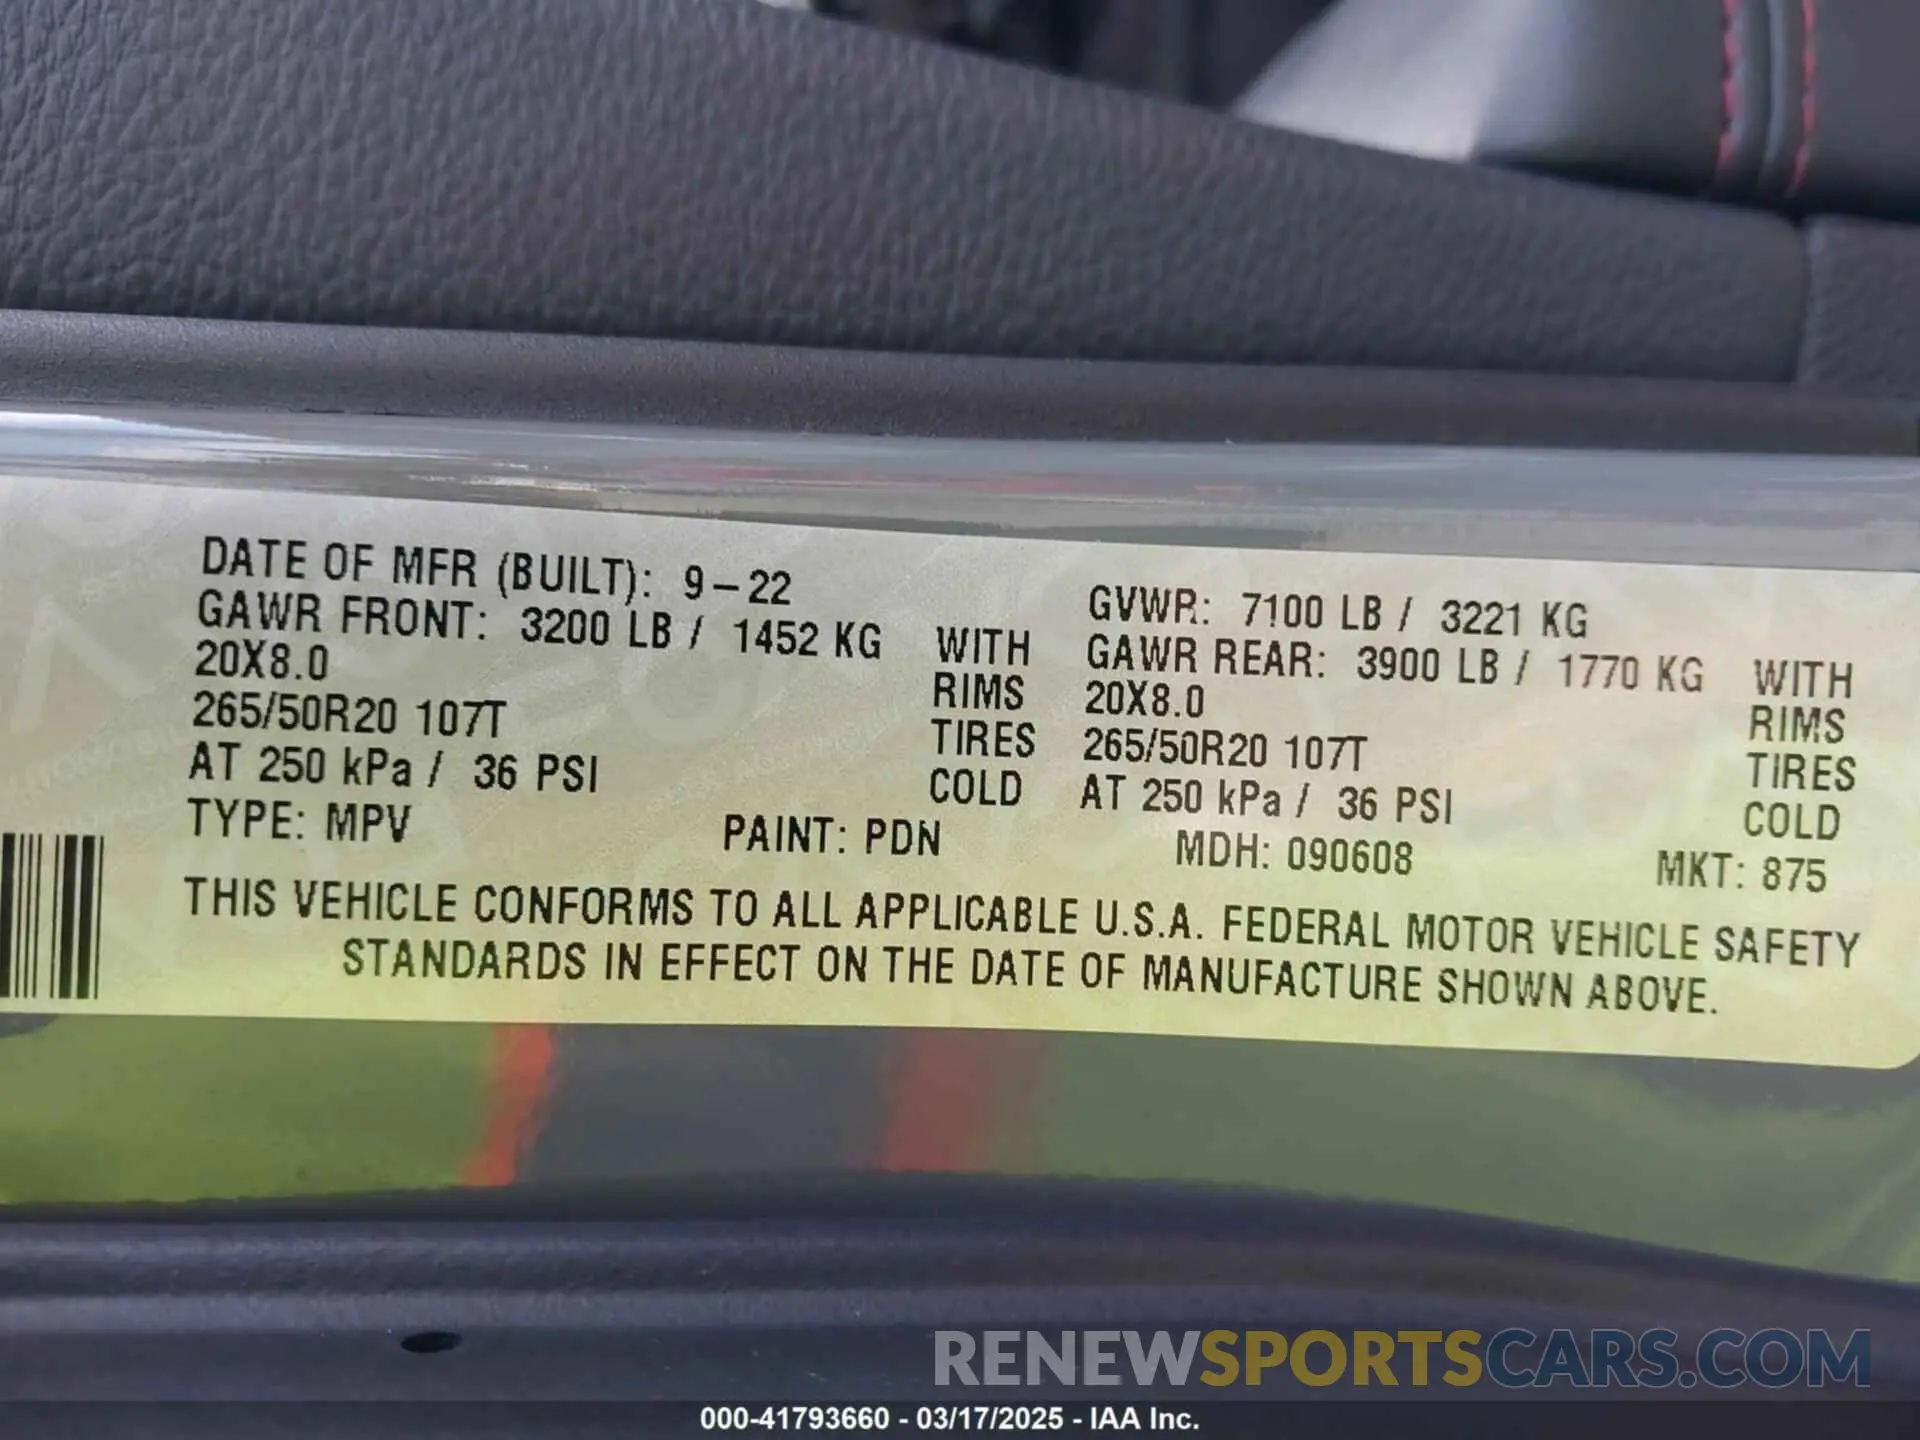 DATE OF MFR (BUILT): 9-22
GVWR: 7100 LB / 3221 KG
GAWR FRONT: 3200 LB / 1452 KG WITH
GAWR REAR: 3900 LB / 1770 KG WITH
20X8.0 RIMS
20X8.0 RIMS
265/50R20 107T TIRES
265/50R20 107T TIRES
AT 250 kPa / 36 PSI COLD
AT 250 kPa / 36 PSI COLD
TYPE: MPV PAINT: PDN MDH: 090608 MKT: 875
THIS VEHICLE CONFORMS TO ALL APPLICABLE U.S.A. FEDERAL MOTOR VEHICLE SAFETY
STANDARDS IN EFFECT ON THE DATE OF MANUFACTURE SHOWN ABOVE.
RENEWSPORTSCARS.COM
000-41793660 - 03/17/2025 - IAA Inc.